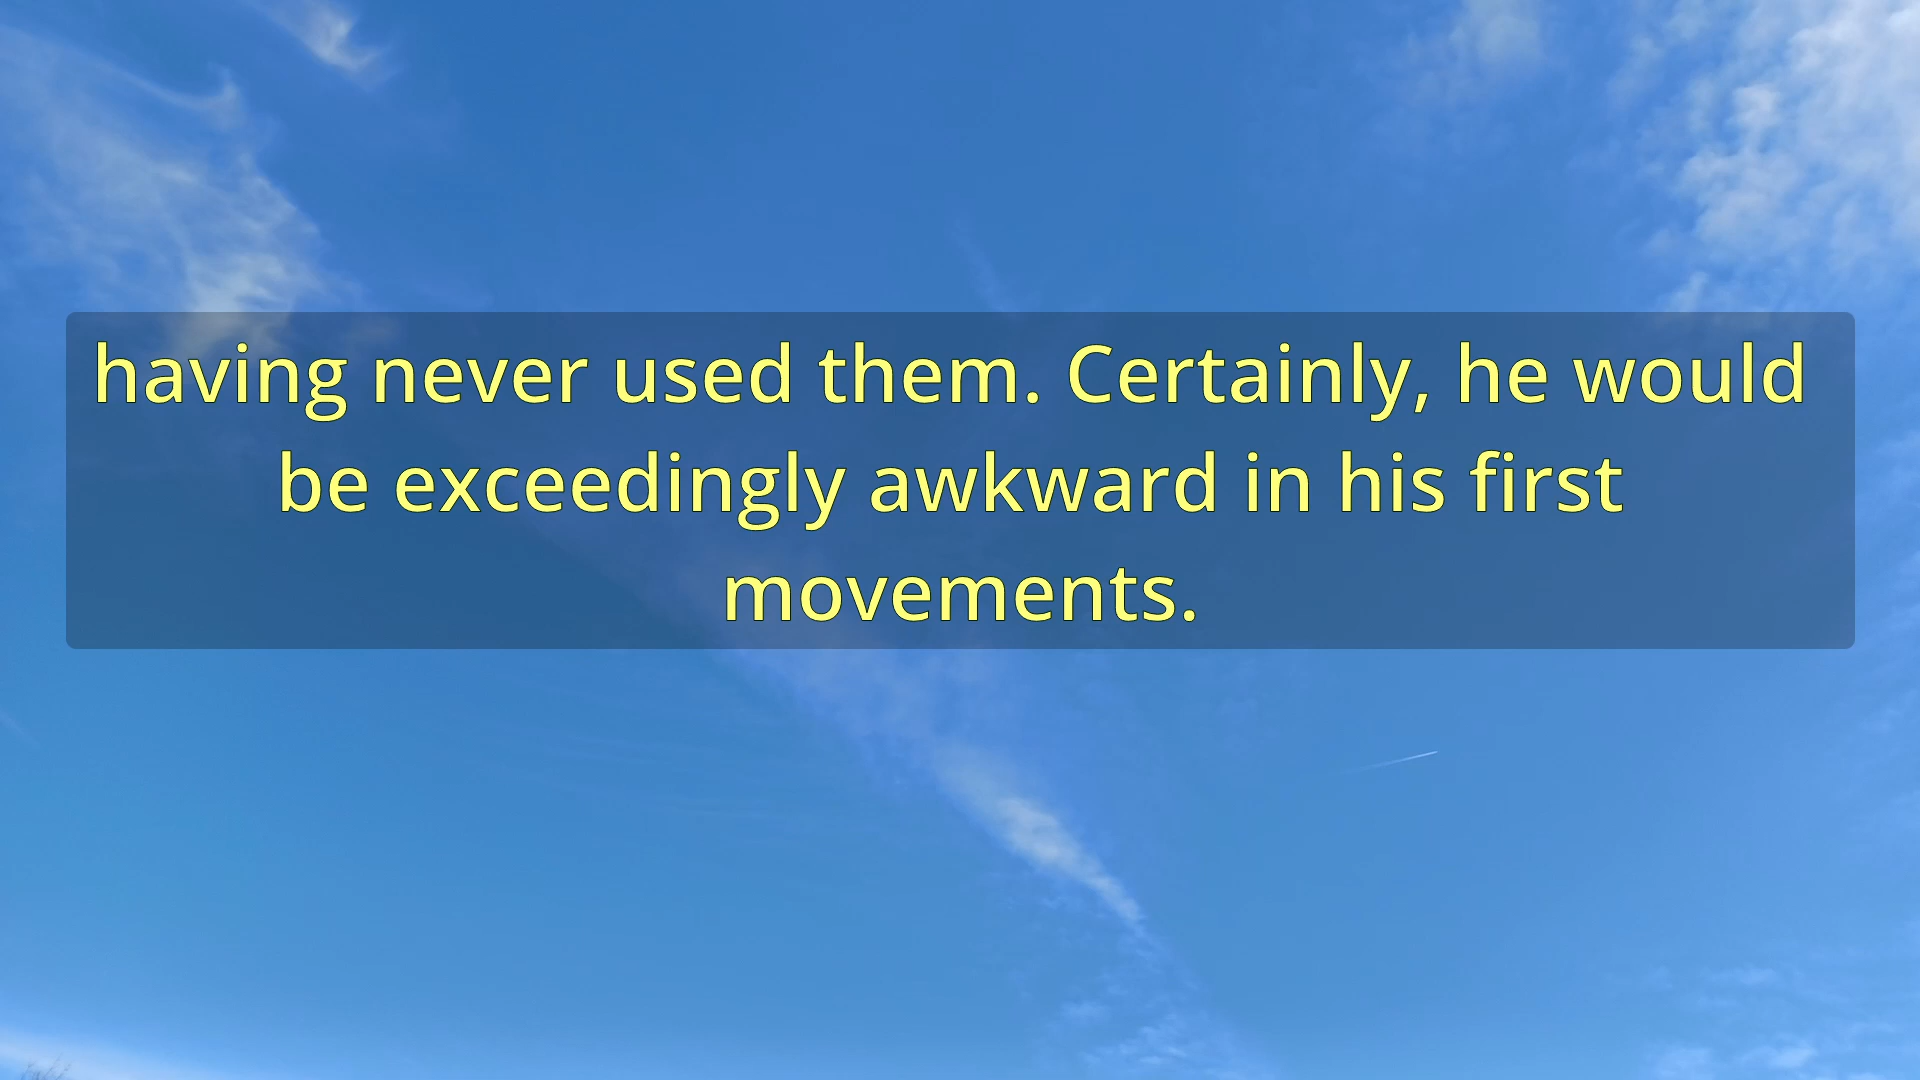 having never used them. Certainly, he would
be exceedingly awkward in his first
movements.